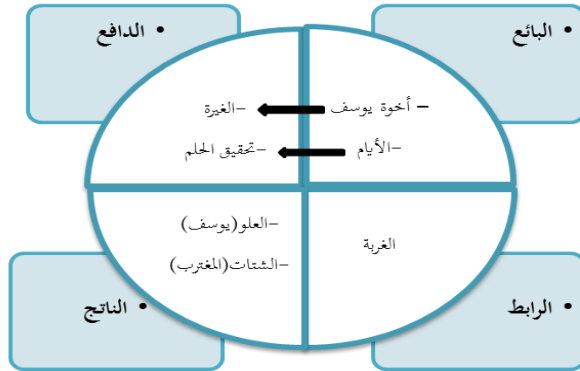 • البائع
• الدافع
– أخوة يوسف
–الغيرة
–الأيام
–تحقيق الحلم
الغربة
–العلو(يوسف)
–الشتات(المغترب)
• الرابط
• الناتج